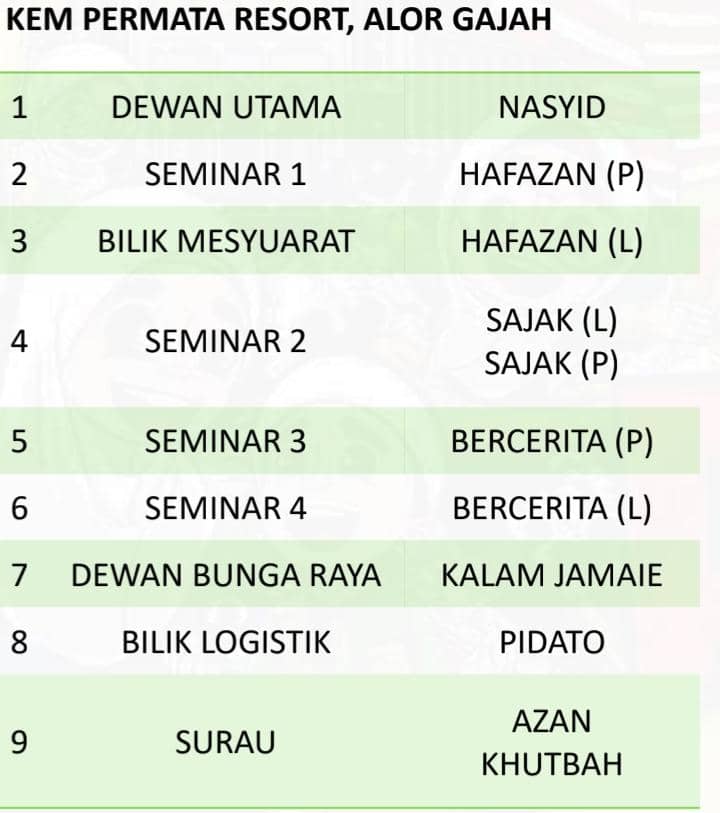 KEM PERMATA RESORT, ALOR GAJAH
1 DEWAN UTAMA NASYID
2 SEMINAR 1 HAFAZAN (P)
3 BILIK MESYUARAT HAFAZAN (L)
4 SEMINAR 2 SAJAK (L)
SAJAK (P)
5 SEMINAR 3 BERCERITA (P)
6 SEMINAR 4 BERCERITA (L)
7 DEWAN BUNGA RAYA KALAM JAMAIE
8 BILIK LOGISTIK PIDATO
9 SURAU AZAN
KHUTBAH